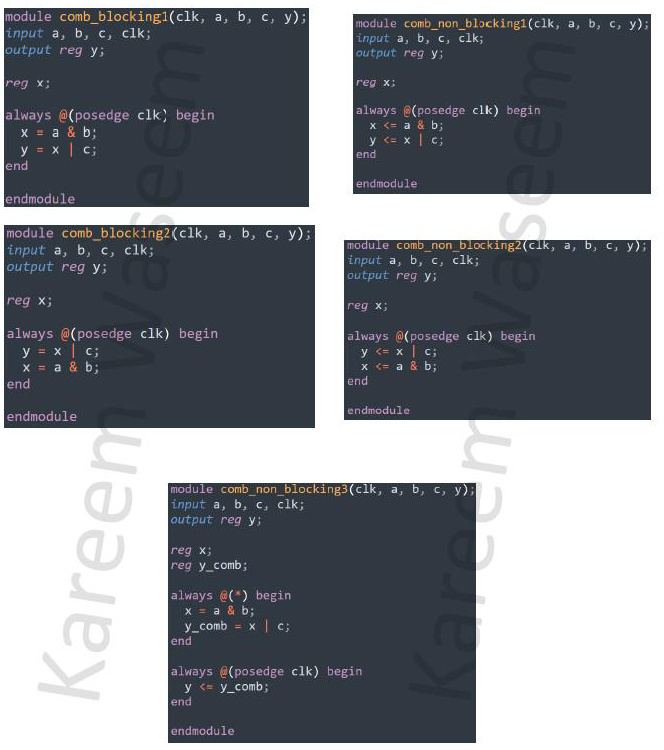 module comb_blocking1(clk, a, b, c, y);
input a, b, c, clk;
output reg y;
reg x;
always @(posedge clk) begin
x = a & b;
y = x | c;
end
endmodule
module comb_non_blocking1(clk, a, b, c, y);
input a, b, c, clk;
output reg y;
reg x;
always @(posedge clk) begin
x <= a & b;
y <= x | c;
end
endmodule
module comb_blocking2(clk, a, b, c, y);
input a, b, c, clk;
output reg y;
reg x;
always @(posedge clk) begin
y = x | c;
x = a & b;
end
endmodule
module comb_non_blocking2(clk, a, b, c, y);
input a, b, c, clk;
output reg y;
reg x;
always @(posedge clk) begin
y <= x | c;
x <= a & b;
end
endmodule
module comb_non_blocking3(clk, a, b, c, y);
input a, b, c, clk;
output reg y;
reg x;
reg y_comb;
always @(*) begin
x = a & b;
y_comb = x | c;
end
always @(posedge clk) begin
y <= y_comb;
end
endmodule
Kareem Waseem
Kareem Waseem